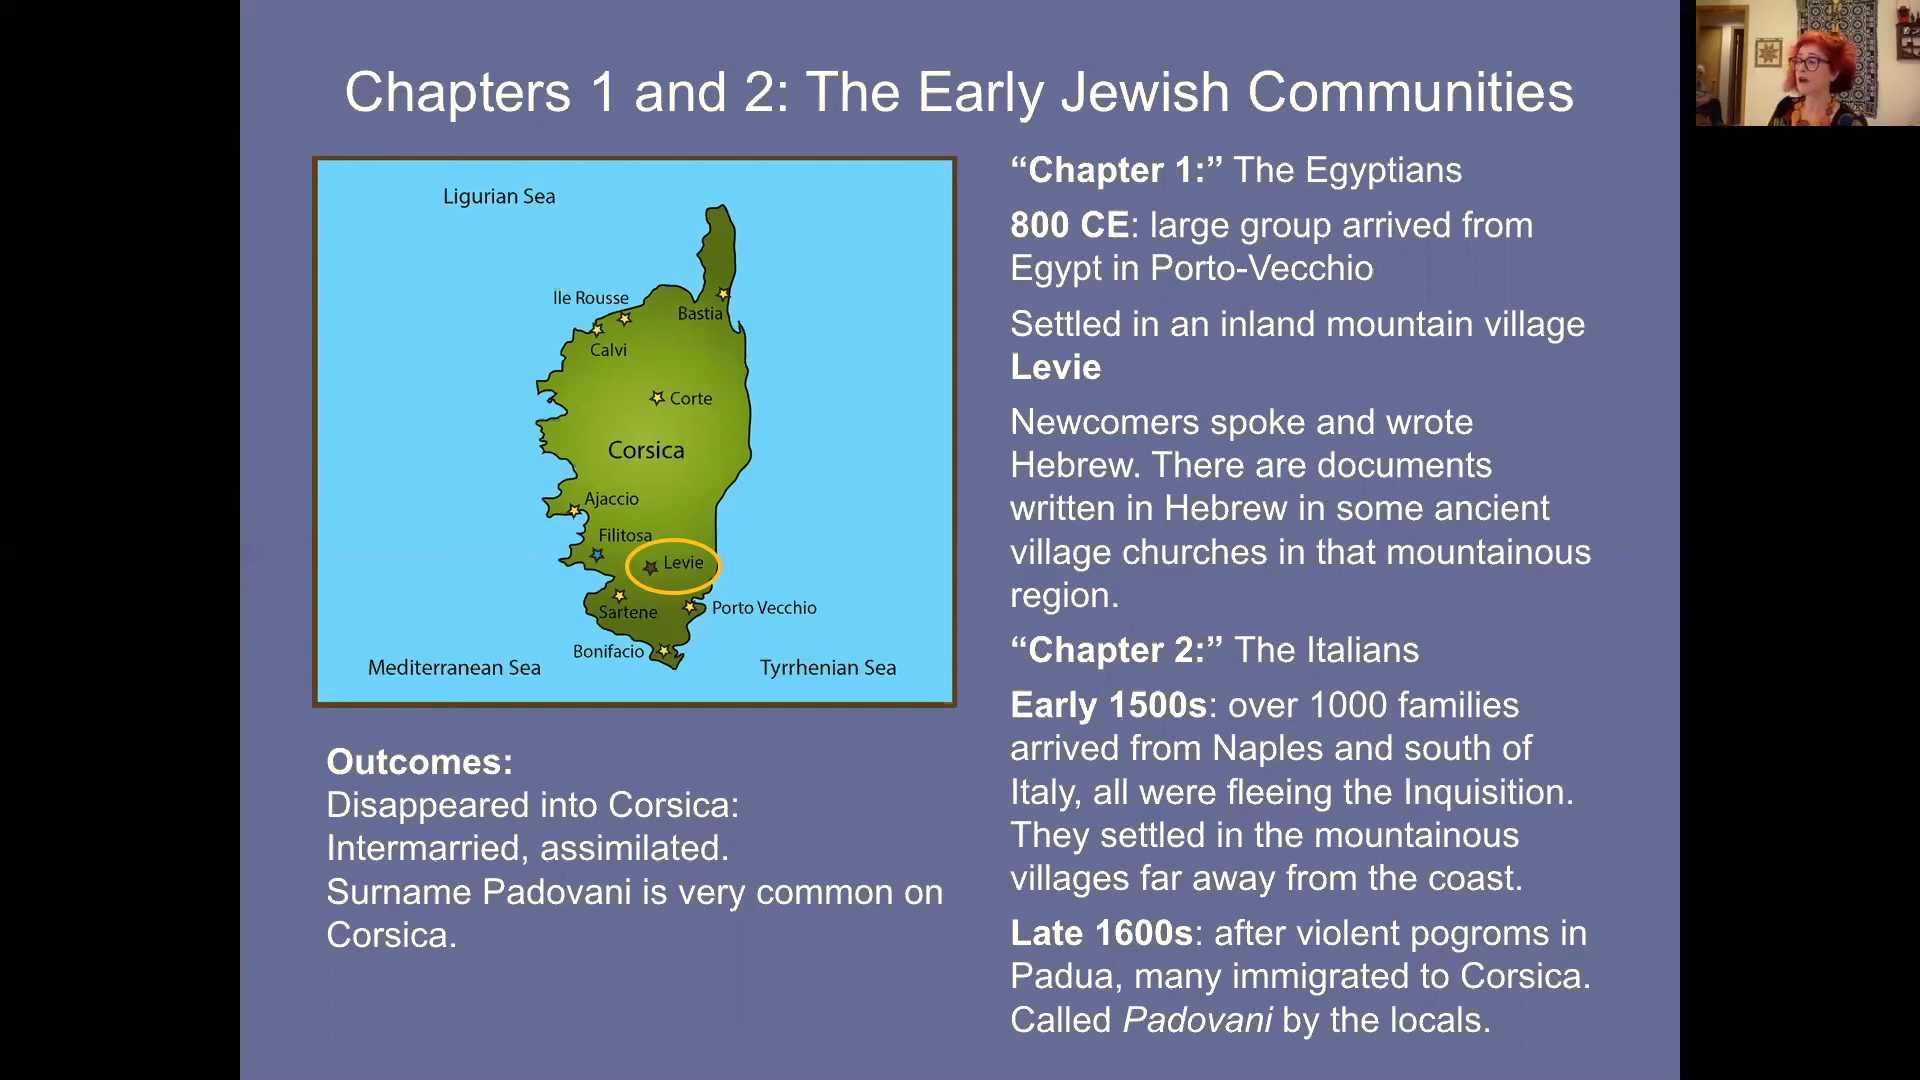 Chapters 1 and 2: The Early Jewish Communities
Ligurian Sea
Ile Rousse
Bastia
Calvi
Corte
Corsica
Ajaccio
Filitosa
Levie
Sartene
Porto Vecchio
Bonifacio
Mediterranean Sea
Tyrrhenian Sea
Outcomes:
Disappeared into Corsica:
Intermarried, assimilated.
Surname Padovani is very common on
Corsica.
“Chapter 1:” The Egyptians
800 CE: large group arrived from
Egypt in Porto-Vecchio
Settled in an inland mountain village
Levie
Newcomers spoke and wrote
Hebrew. There are documents
written in Hebrew in some ancient
village churches in that mountainous
region.
“Chapter 2:” The Italians
Early 1500s: over 1000 families
arrived from Naples and south of
Italy, all were fleeing the Inquisition.
They settled in the mountainous
villages far away from the coast.
Late 1600s: after violent pogroms in
Padua, many immigrated to Corsica.
Called Padovani by the locals.